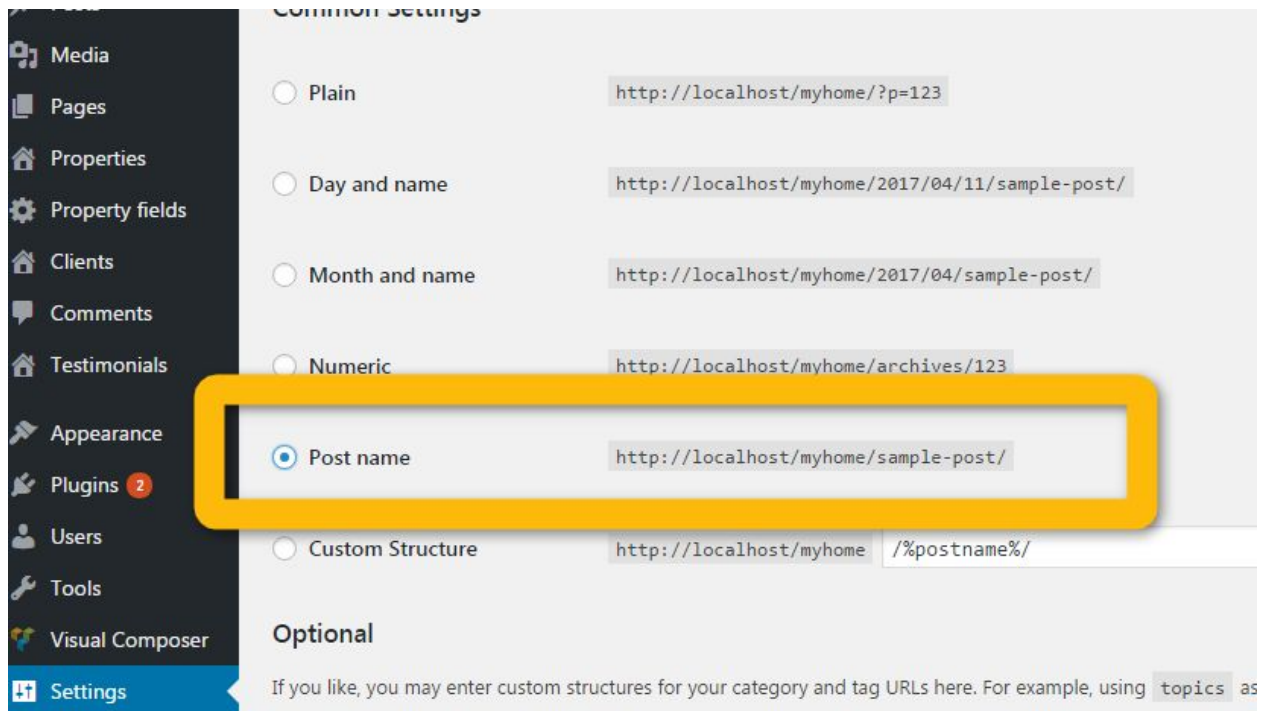 Common Settings
Media
Pages
Properties
Property fields
Clients
Comments
Testimonials
Appearance
Plugins 2
Users
Tools
Visual Composer
Settings
Plain http://localhost/myhome/?p=123
Day and name http://localhost/myhome/2017/04/11/sample-post/
Month and name http://localhost/myhome/2017/04/sample-post/
Numeric http://localhost/myhome/archives/123
Post name http://localhost/myhome/sample-post/
Custom Structure http://localhost/myhome /%postname%/
Optional
If you like, you may enter custom structures for your category and tag URLs here. For example, using topics as